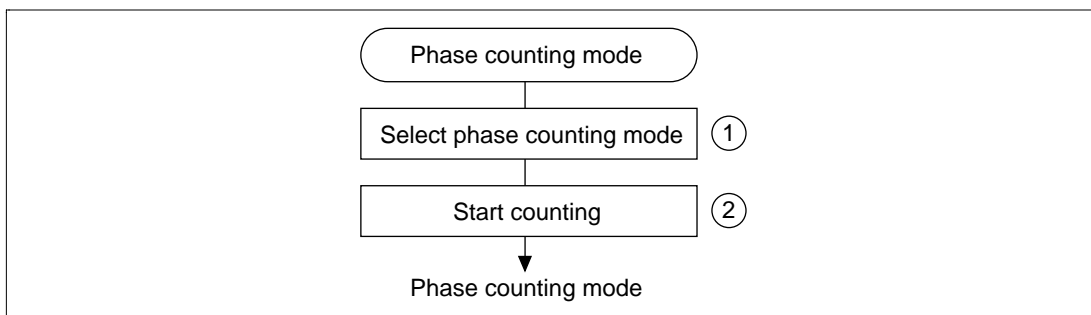 Phase counting mode
Select phase counting mode 1
Start counting 2
Phase counting mode